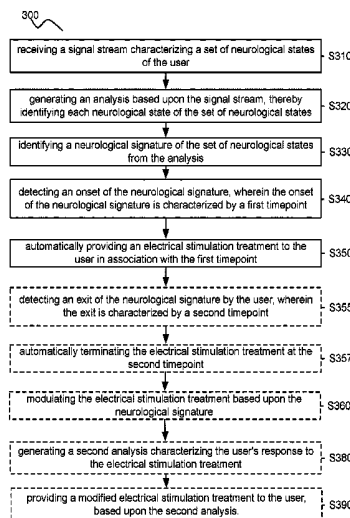 300
receiving a signal stream characterizing a set of neurological states
of the user
S310
generating an analysis based upon the signal stream, thereby
identifying each neurological state of the set of neurological states
S320
identifying a neurological signature of the set of neurological states
from the analysis
S330
detecting an onset of the neurological signature, wherein the onset
of the neurological signature is characterized by a first timepoint
S340
automatically providing an electrical stimulation treatment to the
user in association with the first timepoint
S350
detecting an exit of the neurological signature by the user, wherein
the exit is characterized by a second timepoint
S355
automatically terminating the electrical stimulation treatment at the
second timepoint
S357
modulating the electrical stimulation treatment based upon the
neurological signature
S360
generating a second analysis characterizing the user's response to
the electrical stimulation treatment
S380
providing a modified electrical stimulation treatment to the user,
based upon the second analysis.
S390